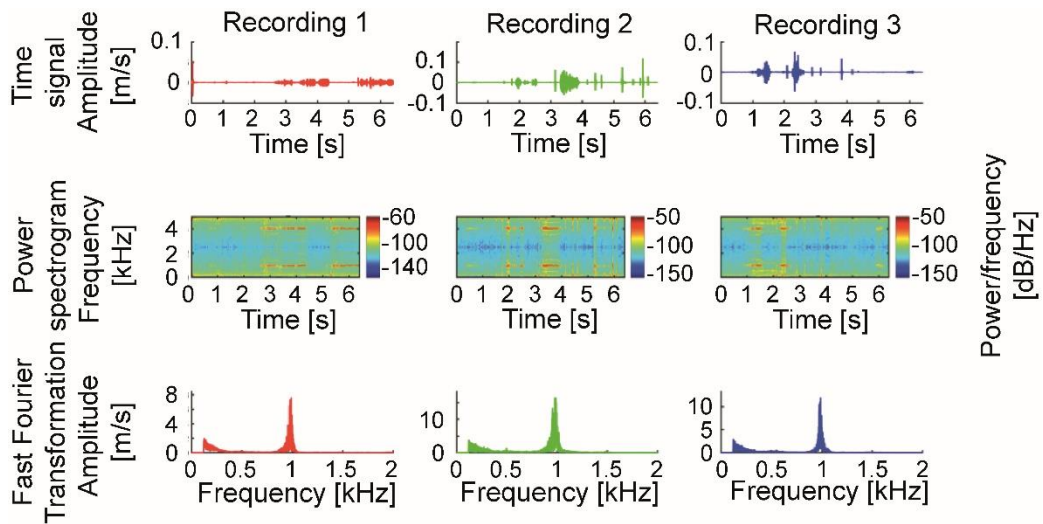 Recording 1
Recording 2
Recording 3
Time
signal
Amplitude
[m/s]
0.1
0
0 1 2 3 4 5 6
Time [s]
0.1
0
-0.1
0 1 2 3 4 5 6
Time [s]
0.1
0
-0.1
0 1 2 3 4 5 6
Time [s]
Power
spectrogram
Frequency
[kHz]
4
2
0
0 1 2 3 4 5 6
Time [s]
-60
-100
-140
0 1 2 3 4 5 6
Time [s]
-50
-100
-150
0 1 2 3 4 5 6
Time [s]
-50
-100
-150
Power/frequency
[dB/Hz]
Fast Fourier
Transformation
Amplitude
[m/s]
8
4
0
0 0.5 1 1.5 2
Frequency [kHz]
10
0
0 0.5 1 1.5 2
Frequency [kHz]
10
5
0
0 0.5 1 1.5 2
Frequency [kHz]